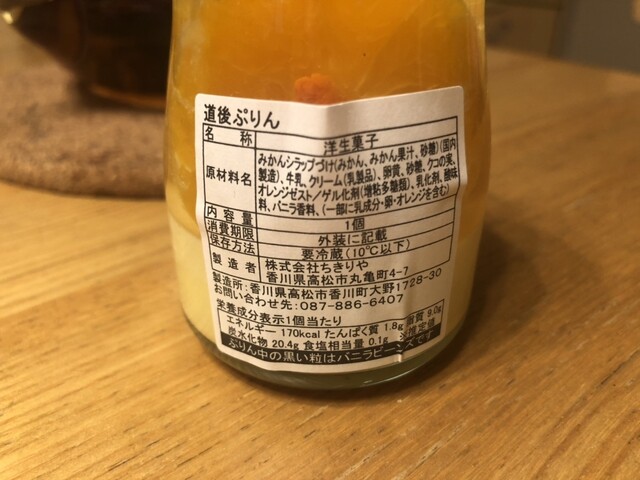 道後ぷりん
名　称 洋生菓子
原材料名 みかんシラップづけ(みかん、みかん果汁、砂糖)(国内
製造)、牛乳、クリーム(乳製品)、卵黄、砂糖、クコの実、
オレンジゼスト/ゲル化剤(増粘多糖類)、乳化剤、酸味
料、バニラ香料、(一部に乳成分・卵・オレンジを含む)
内容量 1個
消費期限 外装に記載
保存方法 要冷蔵(10℃以下)
製造者 株式会社ちきりや
香川県高松市丸亀町4-7
製造所:香川県高松市香川町大野1728-30
お問い合わせ先:087-886-6407
栄養成分表示1個当たり
エネルギー 170kcal たんぱく質 1.8g 脂質 9.0g
炭水化物 20.4g 食塩相当量 0.1g ※推定値
ぷりん中の黒い粒はバニラビーンズです